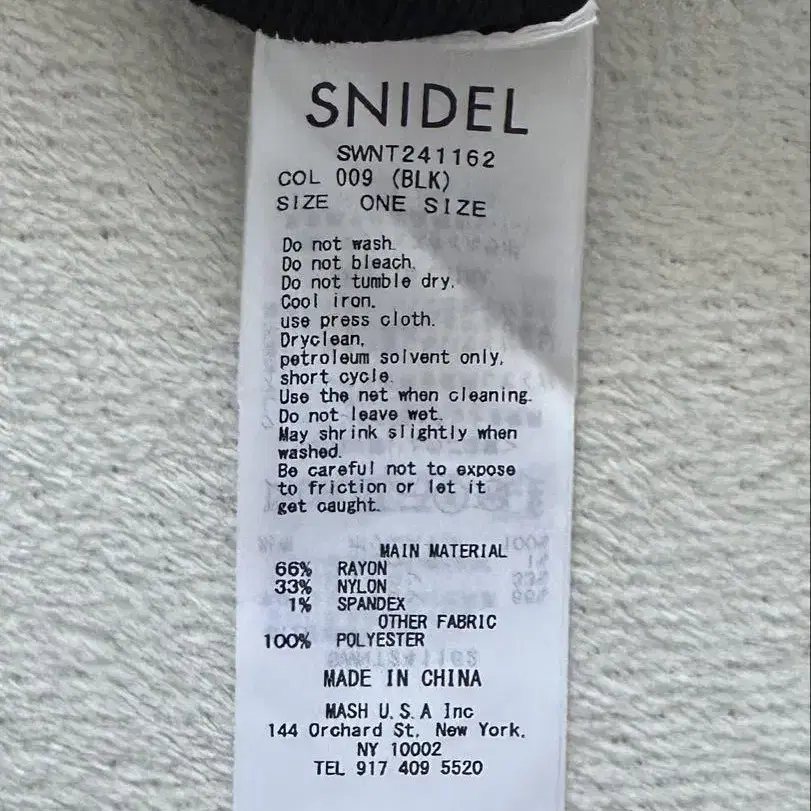 SNIDEL
SWNT241162
COL 009 (BLK)
SIZE ONE SIZE
Do not wash.
Do not bleach.
Do not tumble dry.
Cool iron.
use press cloth.
Dryclean,
petroleum solvent only,
short cycle.
Use the net when cleaning.
Do not leave wet.
May shrink slightly when
washed.
Be careful not to expose
to friction or let it
get caught.
MAIN MATERIAL
66% RAYON
33% NYLON
1% SPANDEX
OTHER FABRIC
100% POLYESTER
MADE IN CHINA
MASH U.S.A Inc
144 Orchard St, New York,
NY 10002
TEL 917 409 5520